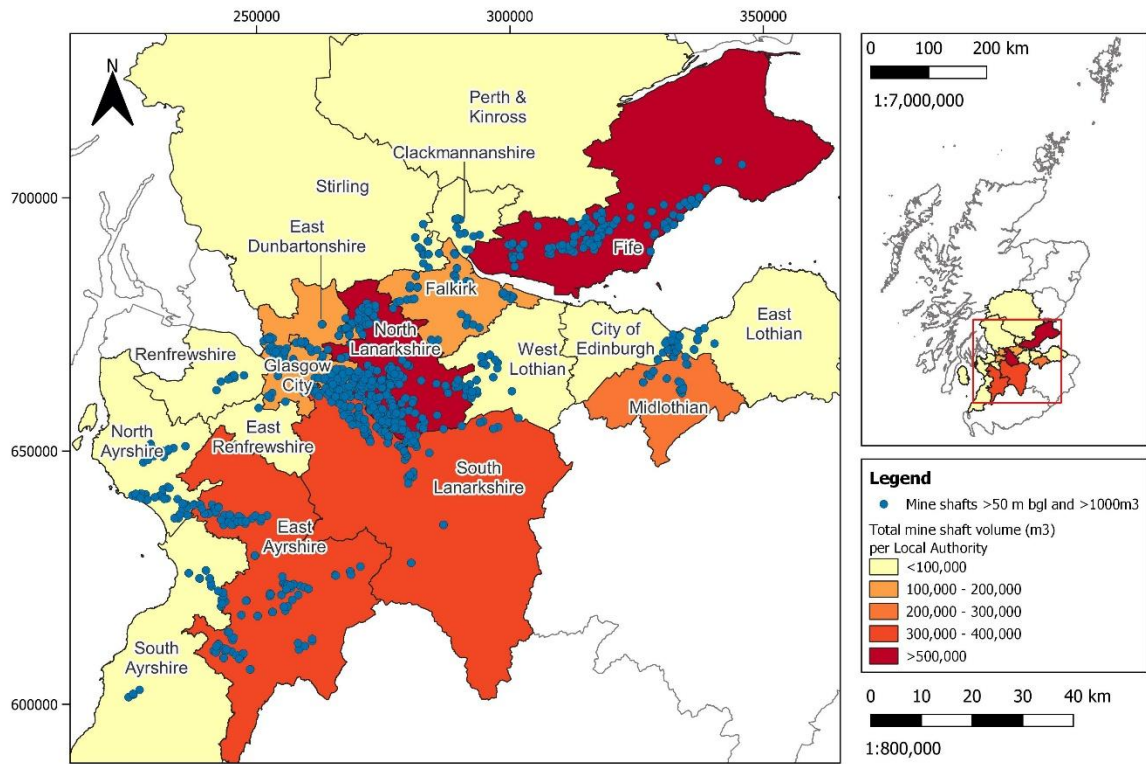 250000
300000
350000
N
Perth &
Kinross
Clackmannanshire
700000
Stirling
East
Dunbartonshire
Fife
Falkirk
North
Lanarkshire
City of
Edinburgh
East
Lothian
Renfrewshire
Glasgow
City
West
Lothian
Midlothian
North
Ayrshire
East
Renfrewshire
650000
South
Lanarkshire
East
Ayrshire
South
Ayrshire
600000
0 100 200 km
1:7,000,000
Legend
Mine shafts >50 m bgl and >1000m3
Total mine shaft volume (m3)
per Local Authority
<100,000
100,000 - 200,000
200,000 - 300,000
300,000 - 400,000
>500,000
0 10 20 30 40 km
1:800,000